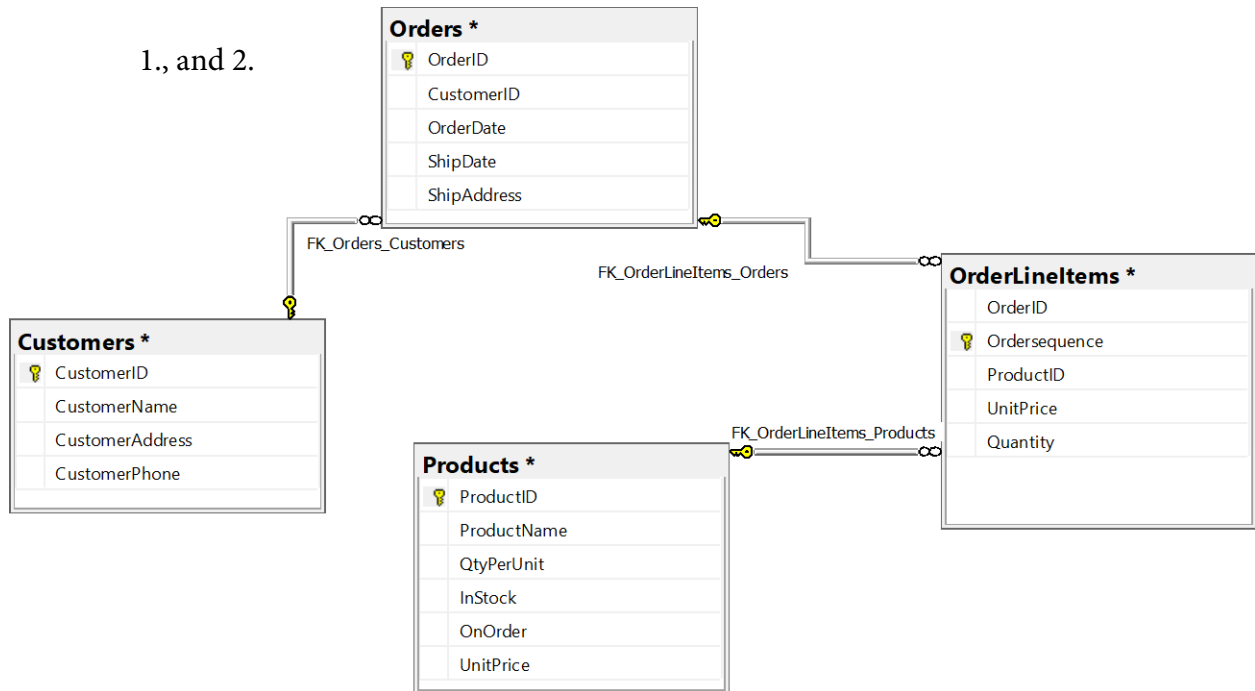 1., and 2.
Orders *
OrderID
CustomerID
OrderDate
ShipDate
ShipAddress
FK_Orders_Customers
FK_OrderLineItems_Orders
Customers *
CustomerID
CustomerName
CustomerAddress
CustomerPhone
OrderLineItems *
OrderID
Ordersequence
ProductID
UnitPrice
Quantity
FK_OrderLineItems_Products
Products *
ProductID
ProductName
QtyPerUnit
InStock
OnOrder
UnitPrice